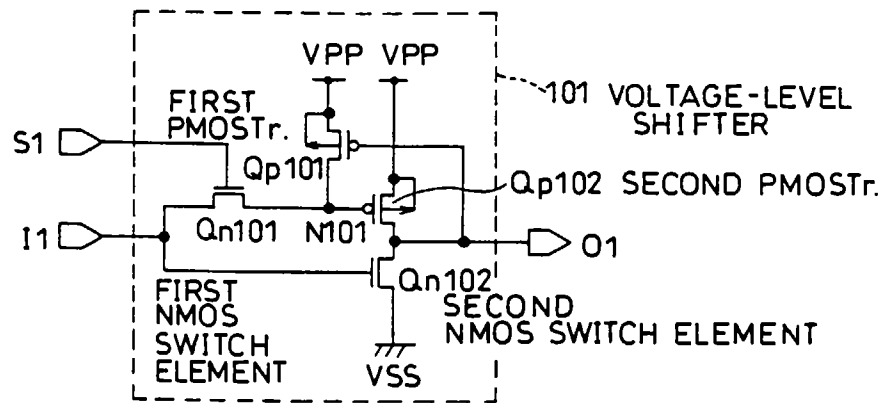 VPP VPP
101 VOLTAGE-LEVEL
SHIFTER
FIRST
PMOSTr.
S1
Qp101
Qp102 SECOND PMOSTr.
Qn101
N101
I1
O1
Qn102
FIRST
NMOS
SWITCH
ELEMENT
SECOND
NMOS SWITCH ELEMENT
VSS